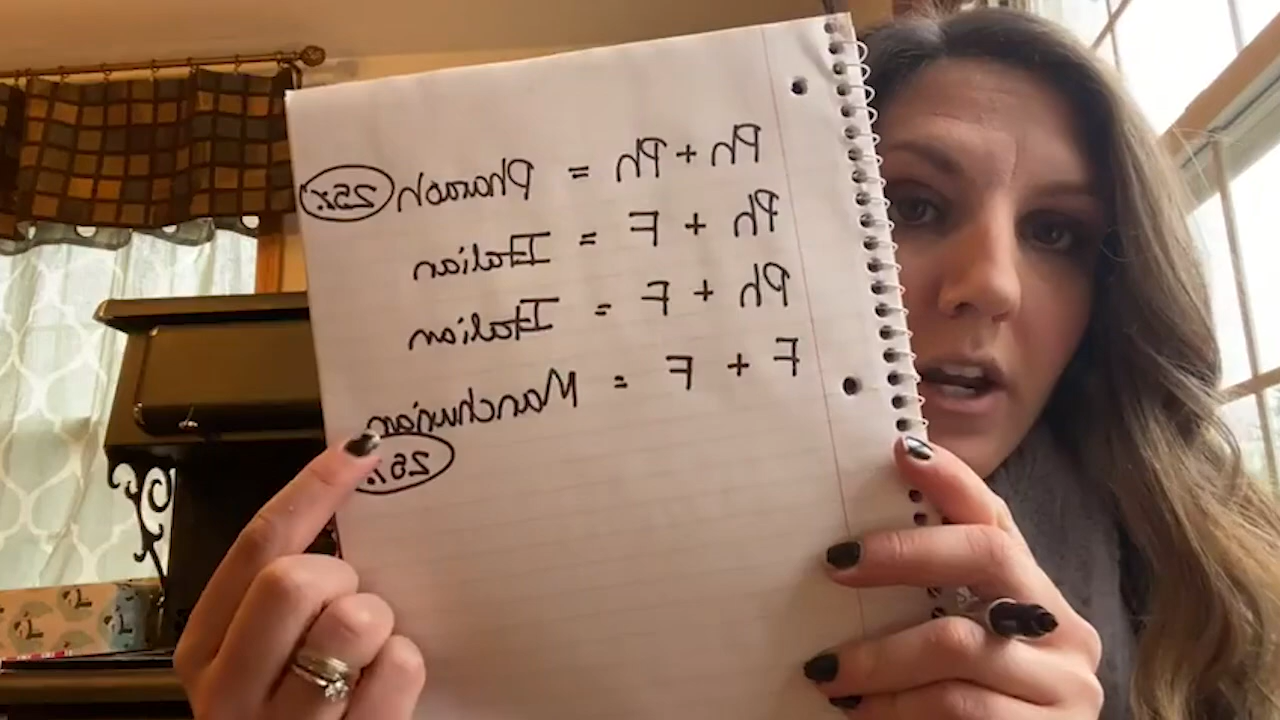 Ph + Ph = Pharaoh 25%
Ph + F = Italian
Ph + F = Italian
F + F = Manchurian
25%